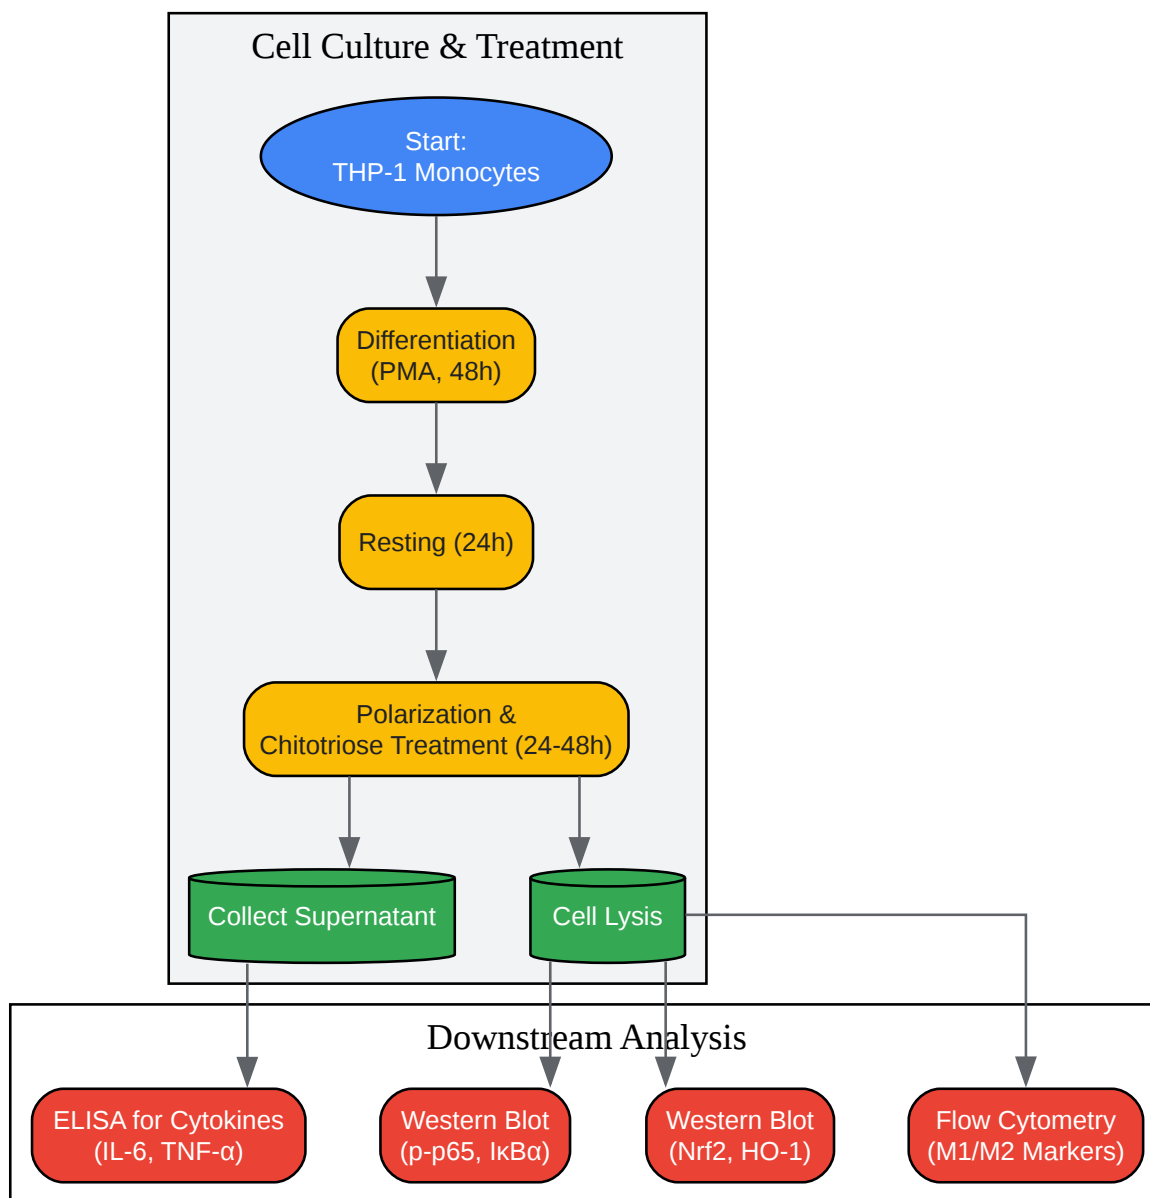 Cell Culture & Treatment
Start:
THP-1 Monocytes
Differentiation
(PMA, 48h)
Resting (24h)
Polarization &
Chitotriose Treatment (24-48h)
Collect Supernatant
Cell Lysis
Downstream Analysis
ELISA for Cytokines
(IL-6, TNF-α)
Western Blot
(p-p65, IκBα)
Western Blot
(Nrf2, HO-1)
Flow Cytometry
(M1/M2 Markers)